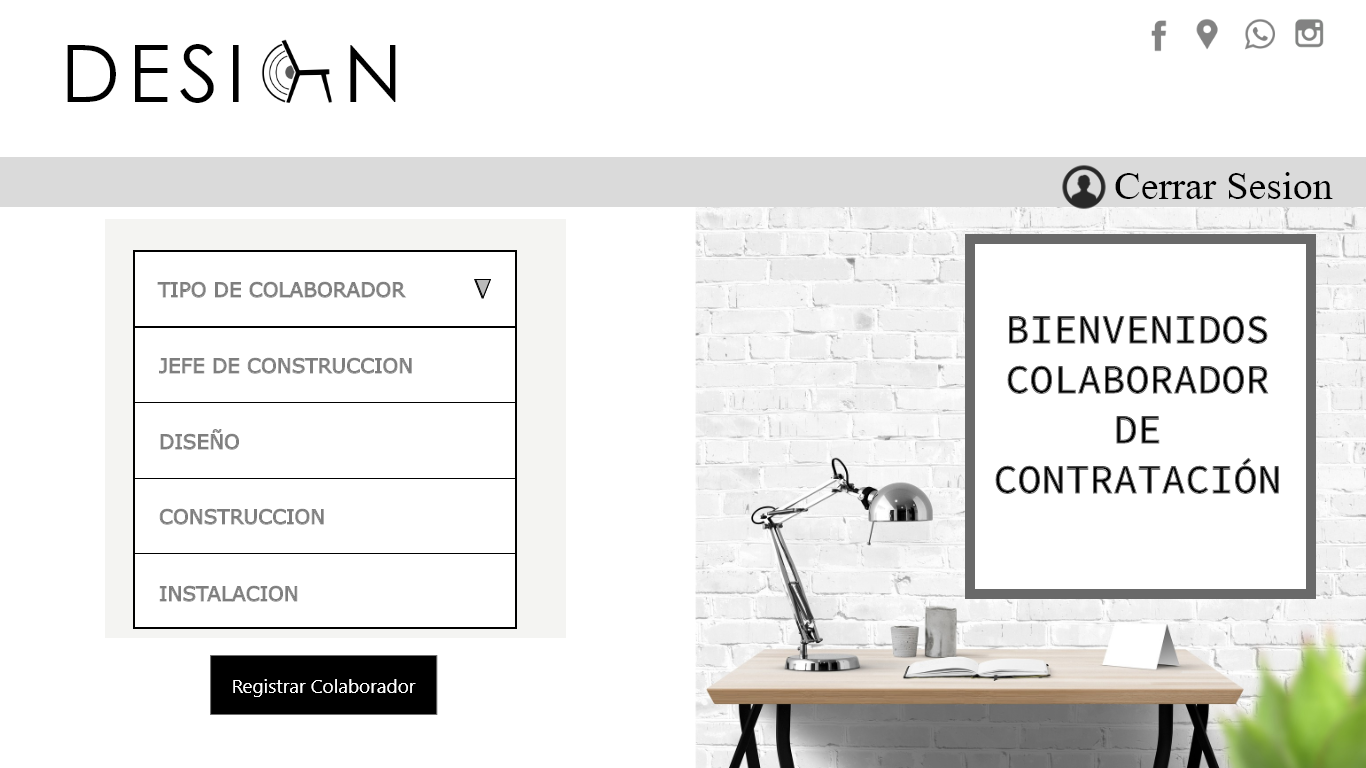 DESIGN
Cerrar Sesion
TIPO DE COLABORADOR
JEFE DE CONSTRUCCION
DISEÑO
CONSTRUCCION
INSTALACION
Registrar Colaborador
BIENVENIDOS
COLABORADOR
DE
CONTRATACIÓN